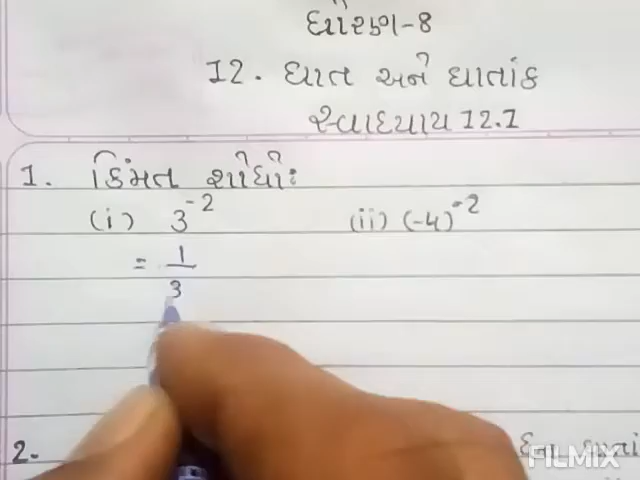 ધોરણ-8
12. ઘાત અને ઘાતાંક
સ્વાધ્યાય 12.1
1. કિંમત શોધો:
(i) 3⁻² (ii) (-4)⁻²
= 1/3
2.
FILMIX